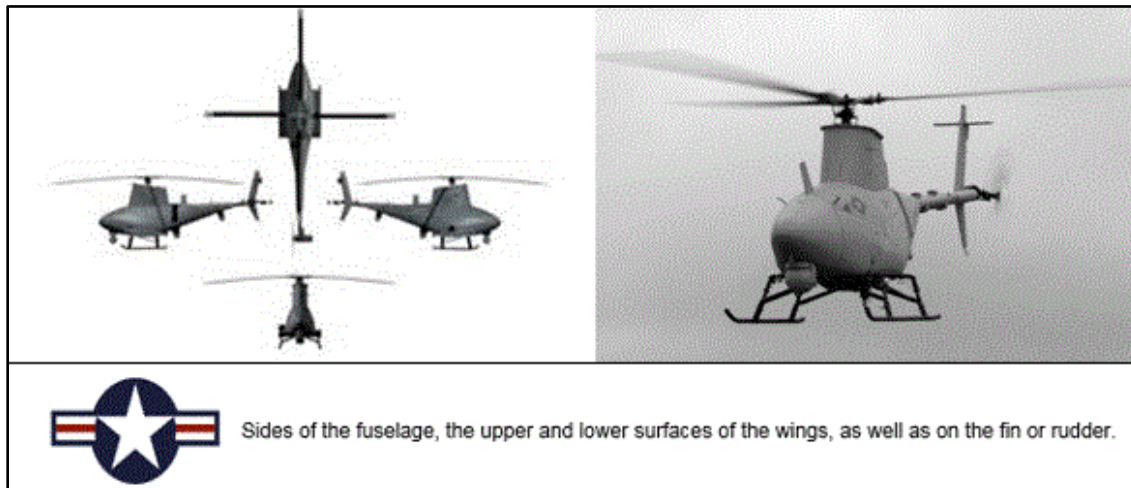 Sides of the fuselage, the upper and lower surfaces of the wings, as well as on the fin or rudder.